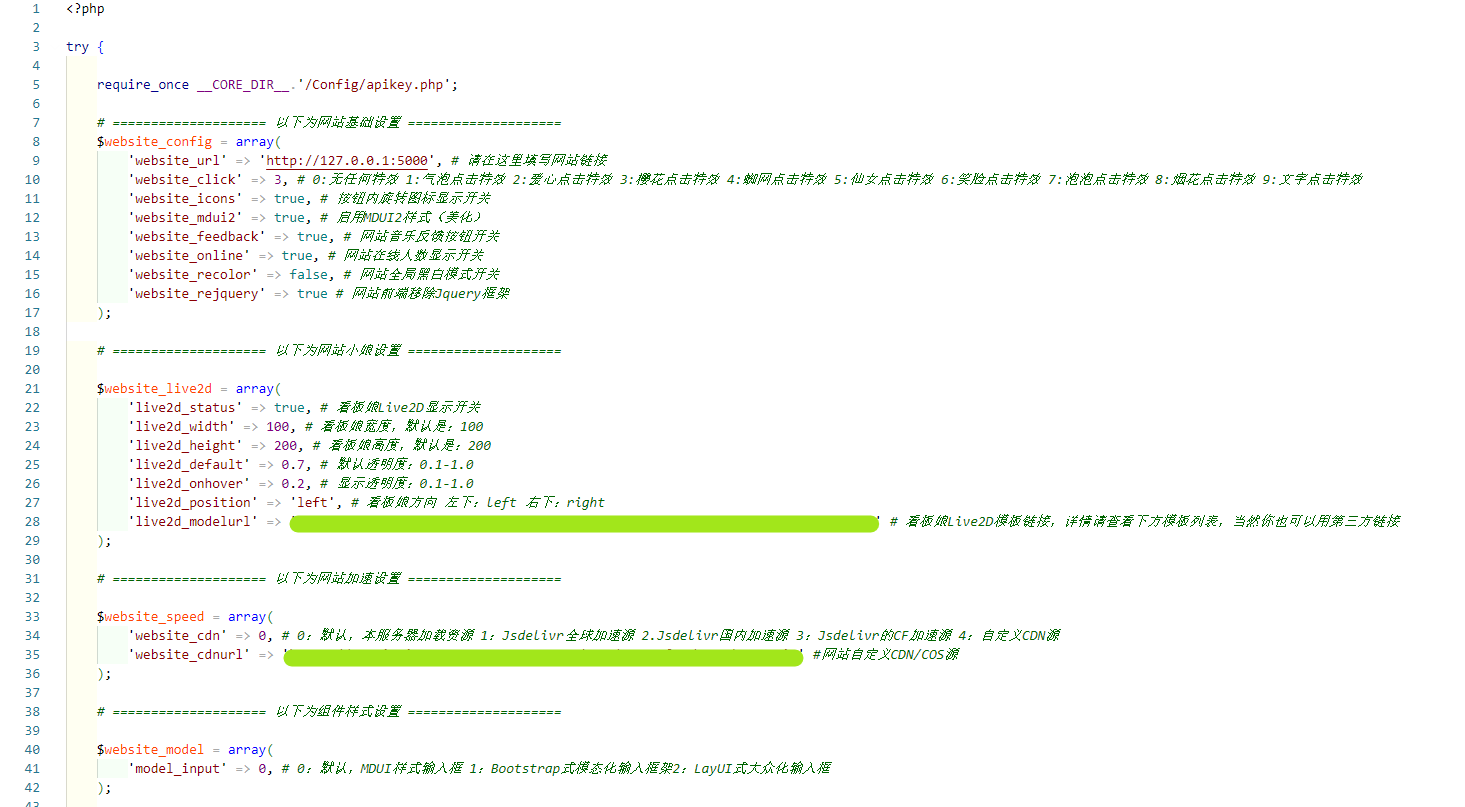 1 <?php
2
3 try {
4
5 require_once __CORE_DIR__.'/Config/apikey.php';
6
7 # ==================== 以下为网站基础设置 ====================
8 $website_config = array(
9 'website_url' => 'http://127.0.0.1:5000', # 请在这里填写网站链接
10 'website_click' => 3, # 0:无任何特效 1:气泡点击特效 2:爱心点击特效 3:樱花点击特效 4:蜘网点击特效 5:仙女点击特效 6:笑脸点击特效 7:泡泡点击特效 8:烟花点击特效 9:文字点击特效
11 'website_icons' => true, # 按钮内旋转图标显示开关
12 'website_mdui2' => true, # 启用MDUI2样式（美化）
13 'website_feedback' => true, # 网站音乐反馈按钮开关
14 'website_online' => true, # 网站在线人数显示开关
15 'website_recolor' => false, # 网站全局黑白模式开关
16 'website_rejquery' => true # 网站前端移除Jquery框架
17 );
18
19 # ==================== 以下为网站小娘设置 ====================
20
21 $website_live2d = array(
22 'live2d_status' => true, # 看板娘Live2D显示开关
23 'live2d_width' => 100, # 看板娘宽度，默认是：100
24 'live2d_height' => 200, # 看板娘高度，默认是：200
25 'live2d_default' => 0.7, # 默认透明度：0.1-1.0
26 'live2d_onhover' => 0.2, # 显示透明度：0.1-1.0
27 'live2d_position' => 'left', # 看板娘方向 左下：left 右下：right
28 'live2d_modelurl' => ' ' # 看板娘Live2D模板链接，详情请查看下方模板列表，当然你也可以用第三方链接
29 );
30
31 # ==================== 以下为网站加速设置 ====================
32
33 $website_speed = array(
34 'website_cdn' => 0, # 0：默认，本服务器加载资源 1：Jsdelivr全球加速源 2.Jsdelivr国内加速源 3：Jsdelivr的CF加速源 4：自定义CDN源
35 'website_cdnurl' => ' ' #网站自定义CDN/COS源
36 );
37
38 # ==================== 以下为组件样式设置 ====================
39
40 $website_model = array(
41 'model_input' => 0, # 0：默认，MDUI样式输入框 1：Bootstrap式模态化输入框架2：LayUI式大众化输入框
42 );
43